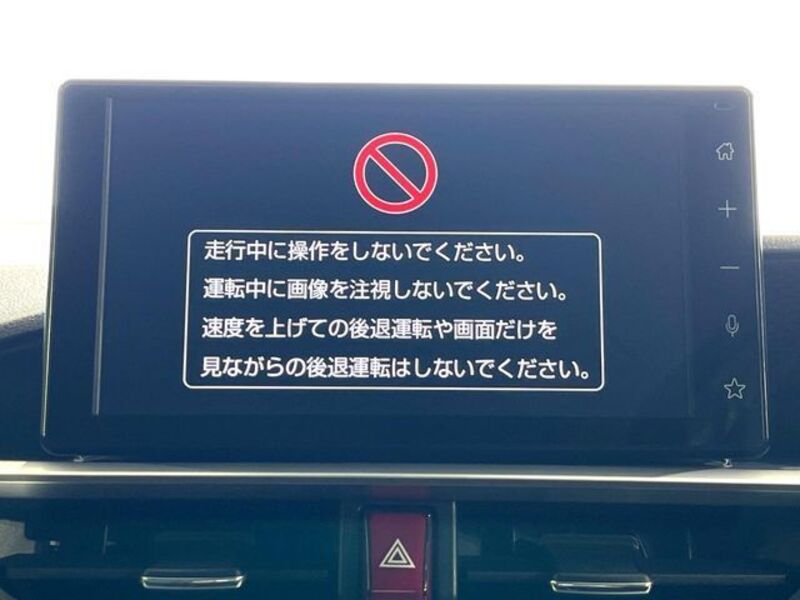 走行中に操作をしないでください。
運転中に画像を注視しないでください。
速度を上げての後退運転や画面だけを
見ながらの後退運転はしないでください。